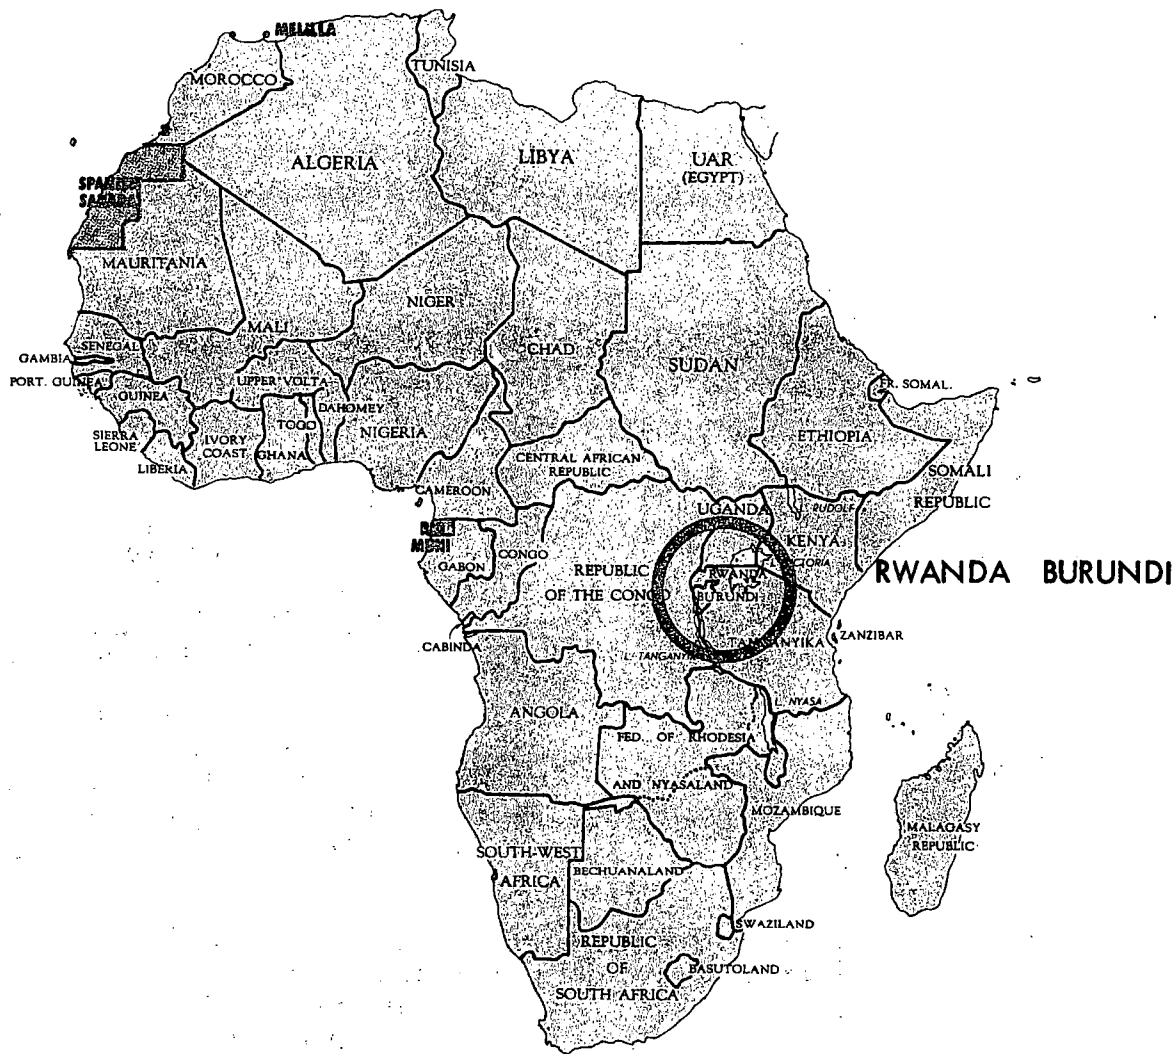 MELILLA
TUNISIA
MOROCCO
ALGERIA
LIBYA
UAR
(EGYPT)
MAURITANIA
NIGER
MALI
SENEGAL
CHAD
SUDAN
GAMBIA
PORT. GUINEA
GUINEA
UPPER VOLTA
FR. SOMAL.
DAHOMEY
TOGO
NIGERIA
SIERRA
LEONE
IVORY
COAST
GHANA
LIBERIA
ETHIOPIA
CENTRAL AFRICAN
REPUBLIC
SOMALI
REPUBLIC
CAMEROON
UGANDA
RUDOLF
KENYA
CONGO
GABON
REPUBLIC
OF THE CONGO
RWANDA
BURUNDI
RWANDA BURUNDI
CABINDA
L. TANGANYIKA
TANGANYIKA
ZANZIBAR
ANGOLA
NYASA
FED. OF RHODESIA
AND NYASALAND
MOZAMBIQUE
MALAGASY
REPUBLIC
SOUTH-WEST
AFRICA
BECHUANALAND
SWAZILAND
REPUBLIC
OF
SOUTH AFRICA
BASUTOLAND